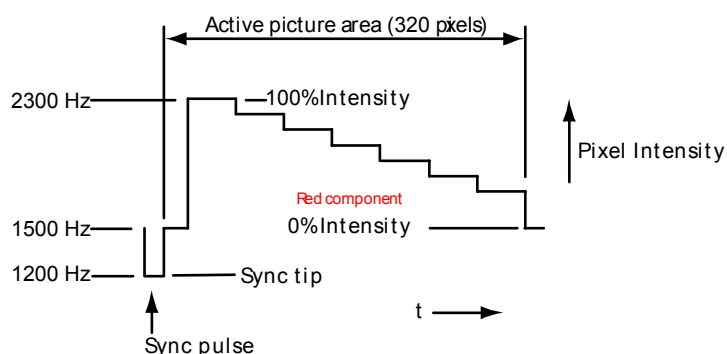 Active picture area (320 pixels)
2300 Hz
100%Intensity
Pixel Intensity
Red component
1500 Hz
0%Intensity
1200 Hz
Sync tip
t
Sync pulse